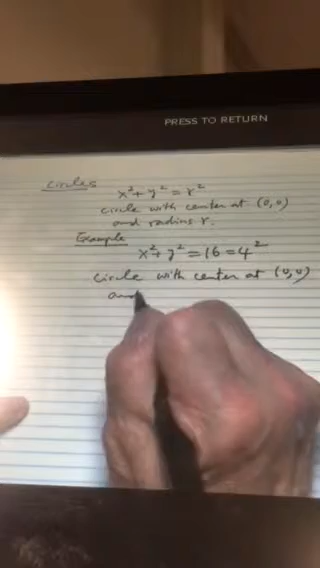 PRESS TO RETURN
Circles
x² + y² = r²
circle with center at (0,0)
and radius r.
Example
x² + y² = 16 = 4²
circle with center at (0,0)
an